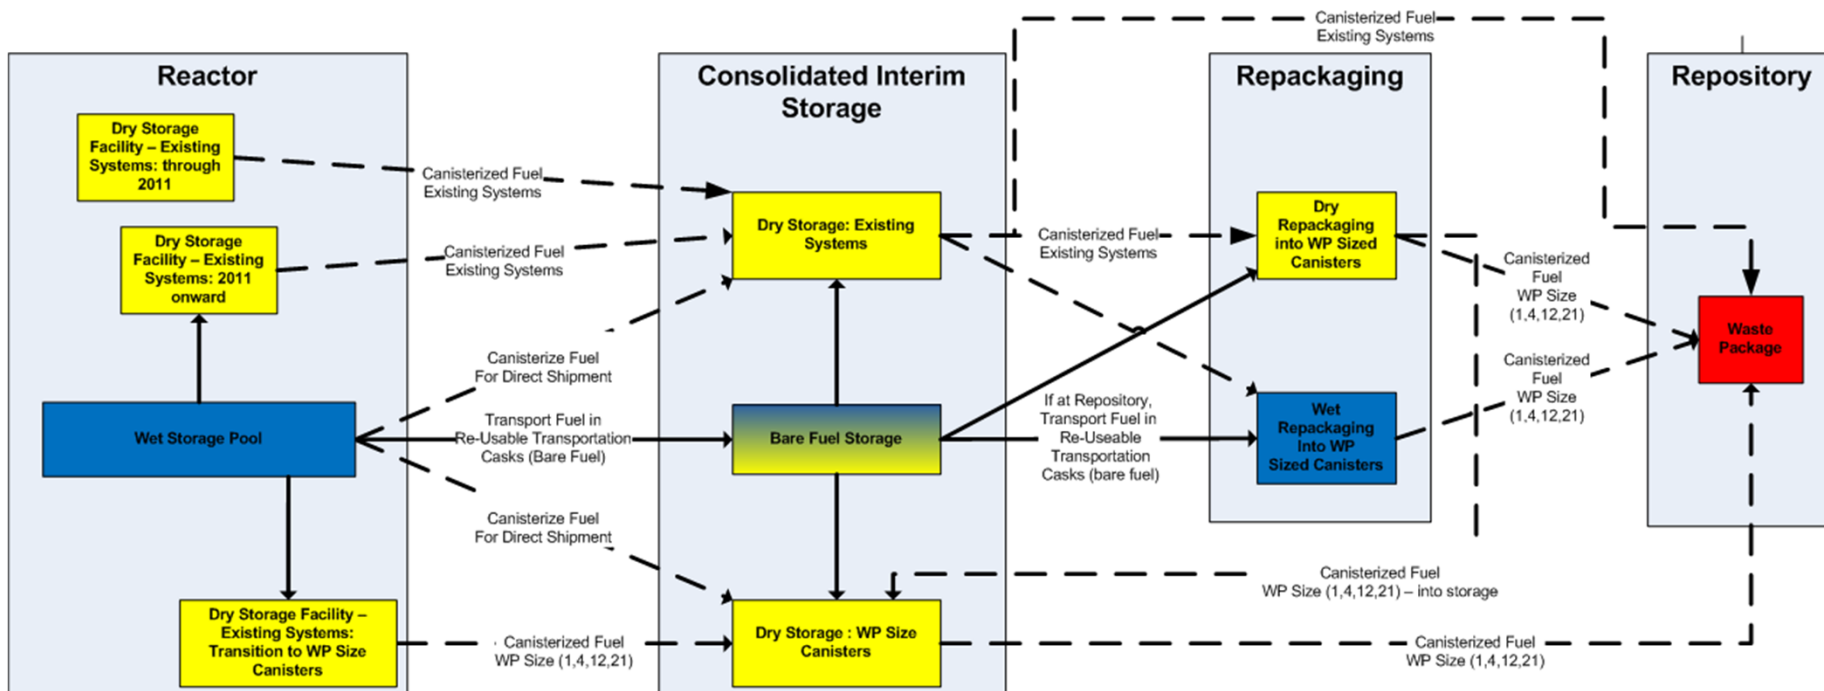 Reactor
Dry Storage
Facility – Existing
Systems: through
2011
Dry Storage
Facility – Existing
Systems: 2011
onward
Wet Storage Pool
Dry Storage Facility –
Existing Systems:
Transition to WP Size
Canisters
Canisterized Fuel
Existing Systems
Canisterized Fuel
Existing Systems
Canisterize Fuel
For Direct Shipment
Transport Fuel in
Re-Usable Transportation
Casks (Bare Fuel)
Canisterize Fuel
For Direct Shipment
Canisterized Fuel
WP Size (1,4,12,21)
Consolidated Interim
Storage
Dry Storage: Existing
Systems
Bare Fuel Storage
Dry Storage : WP Size
Canisters
Canisterized Fuel
Existing Systems
Canisterized Fuel
Existing Systems
If at Repository,
Transport Fuel in
Re-Useable
Transportation
Casks (bare fuel)
Repackaging
Dry
Repackaging
into WP Sized
Canisters
Wet
Repackaging
Into WP
Sized Canisters
Canisterized Fuel
WP Size (1,4,12,21) – into storage
Canisterized
Fuel
WP Size
(1,4,12,21)
Canisterized
Fuel
WP Size
(1,4,12,21)
Canisterized Fuel
WP Size (1,4,12,21)
Repository
Waste
Package